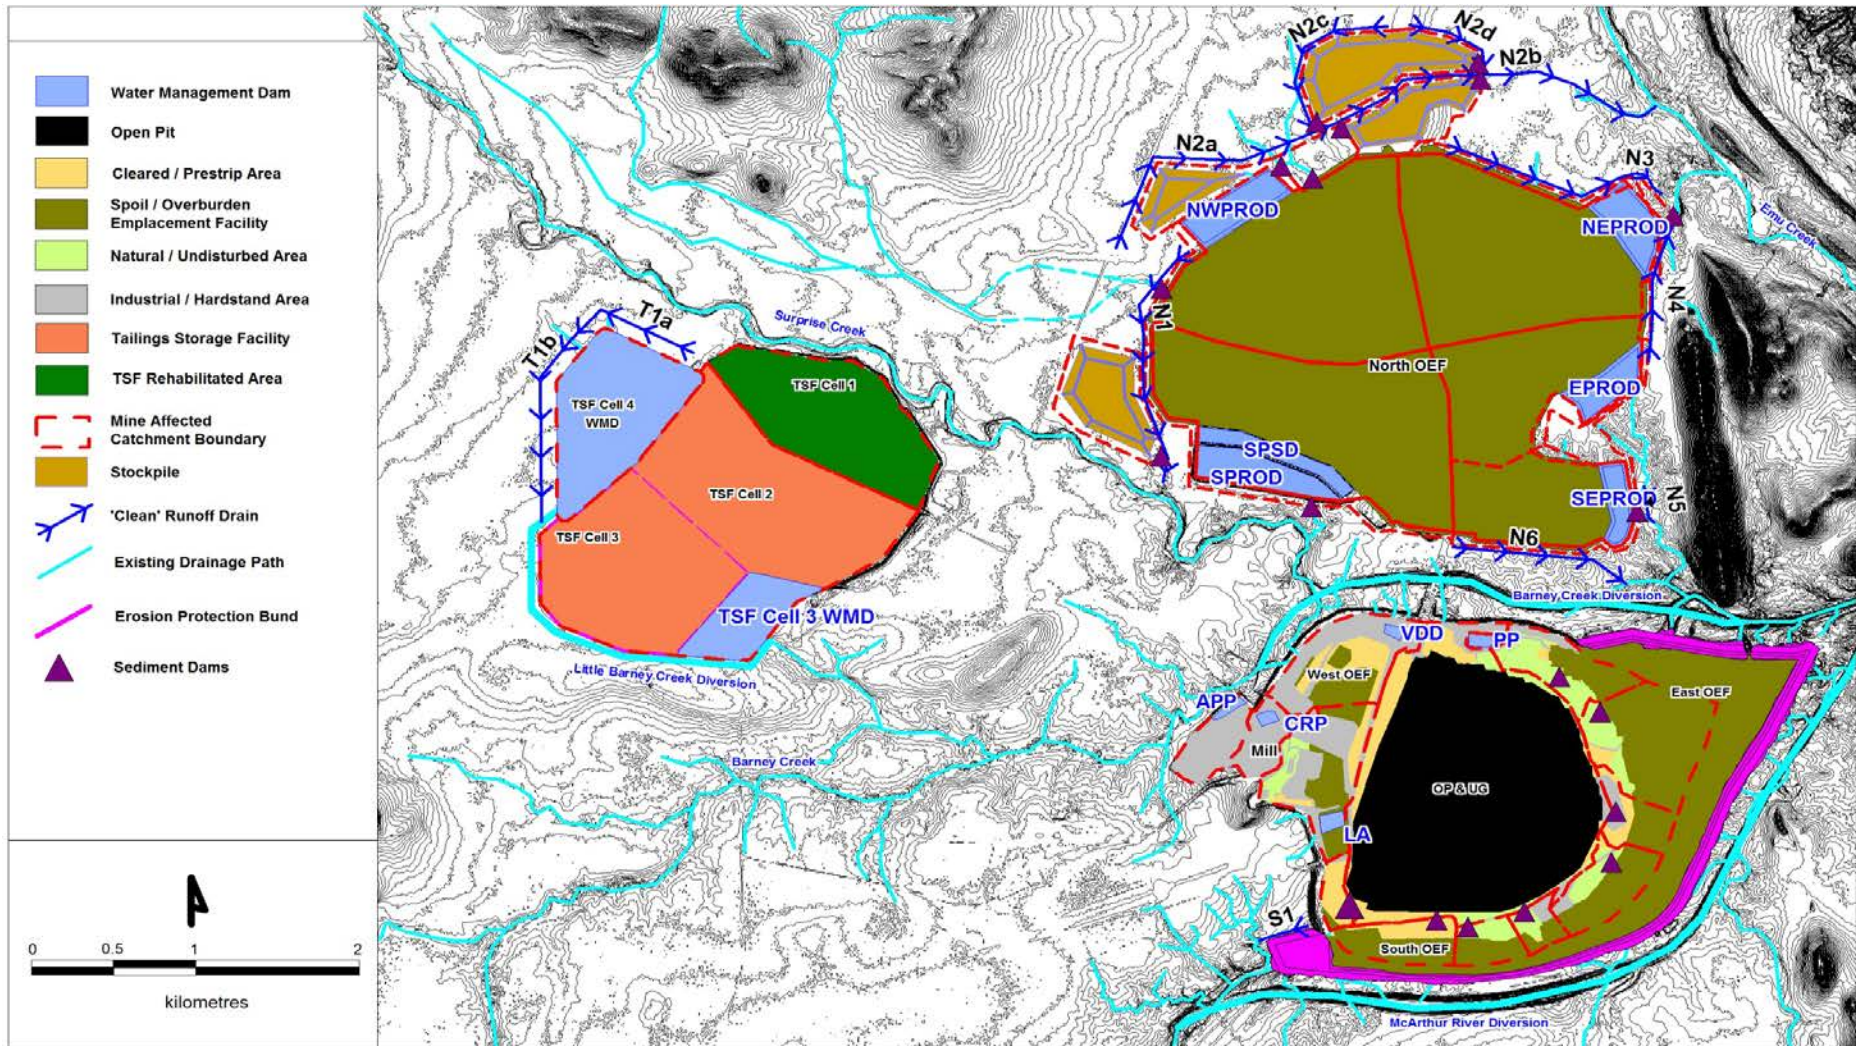 Water Management Dam
Open Pit
Cleared / Prestrip Area
Spoil / Overburden
Emplacement Facility
Natural / Undisturbed Area
Industrial / Hardstand Area
Tailings Storage Facility
TSF Rehabilitated Area
Mine Affected
Catchment Boundary
Stockpile
'Clean' Runoff Drain
Existing Drainage Path
Erosion Protection Bund
Sediment Dams
0 0.5 1 2
kilometres
N2c
N2d
N2b
N2a
N3
NWPROD
NEPROD
Emu Creek
N1
N4
Surprise Creek
T1a
T1b
TSF Cell 1
TSF Cell 4
WMD
North OEF
EPROD
SPSD
SPROD
SEPROD
N5
TSF Cell 2
TSF Cell 3
N6
TSF Cell 3 WMD
Little Barney Creek Diversion
Barney Creek Diversion
VDD
PP
West OEF
East OEF
APP
CRP
Mill
Barney Creek
OP & UG
LA
S1
South OEF
McArthur River Diversion